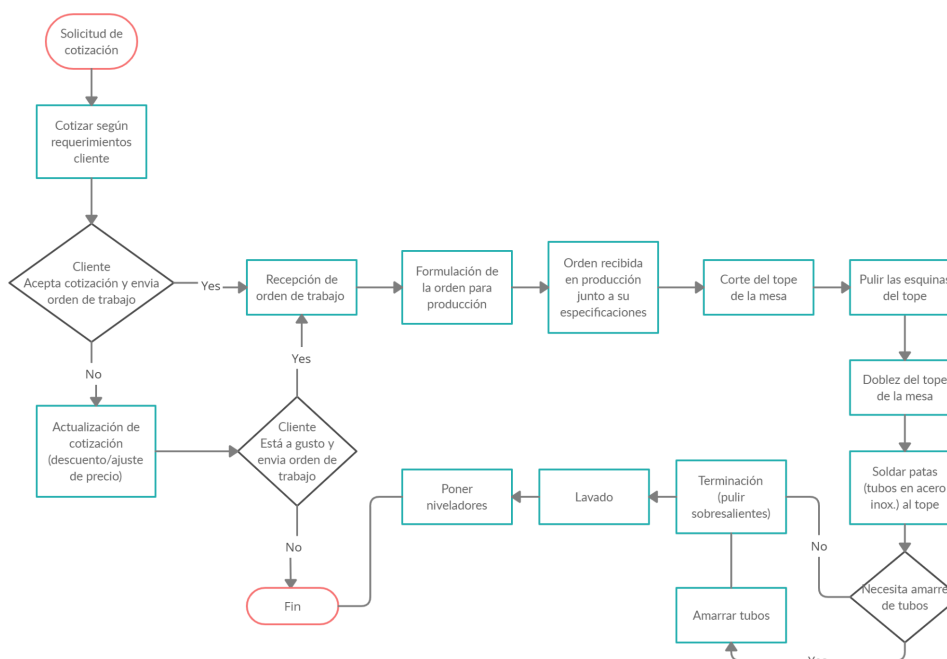 Solicitud de
cotización
Cotizar según
requerimientos
cliente
Cliente
Acepta cotización y envia
orden de trabajo
Yes
Recepción de
orden de trabajo
Formulación de
la orden para
producción
Orden recibida
en producción
junto a su
especificaciones
Corte del tope
de la mesa
Pulir las esquinas
del tope
No
Yes
Doblez del tope
de la mesa
Actualización de
cotización
(descuento/ajuste
de precio)
Cliente
Está a gusto y
envia orden de
trabajo
Soldar patas
(tubos en acero
inox.) al tope
Terminación
(pulir
sobresalientes)
Lavado
Poner
niveladores
No
No
Necesita amarre
de tubos
Fin
Amarrar tubos
Yes